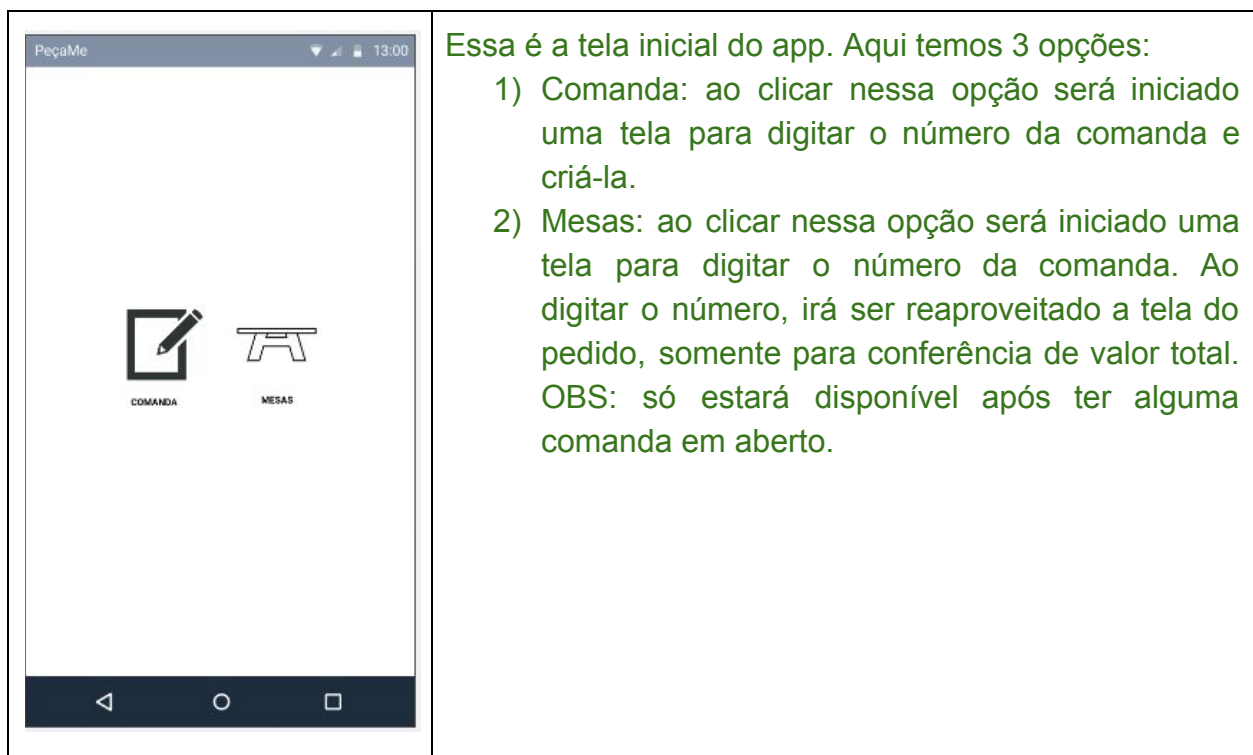 PeçaMe 13:00
COMANDA MESAS
Essa é a tela inicial do app. Aqui temos 3 opções:
1) Comanda: ao clicar nessa opção será iniciado
uma tela para digitar o número da comanda e
criá-la.
2) Mesas: ao clicar nessa opção será iniciado uma
tela para digitar o número da comanda. Ao
digitar o número, irá ser reaproveitado a tela do
pedido, somente para conferência de valor total.
OBS: só estará disponível após ter alguma
comanda em aberto.